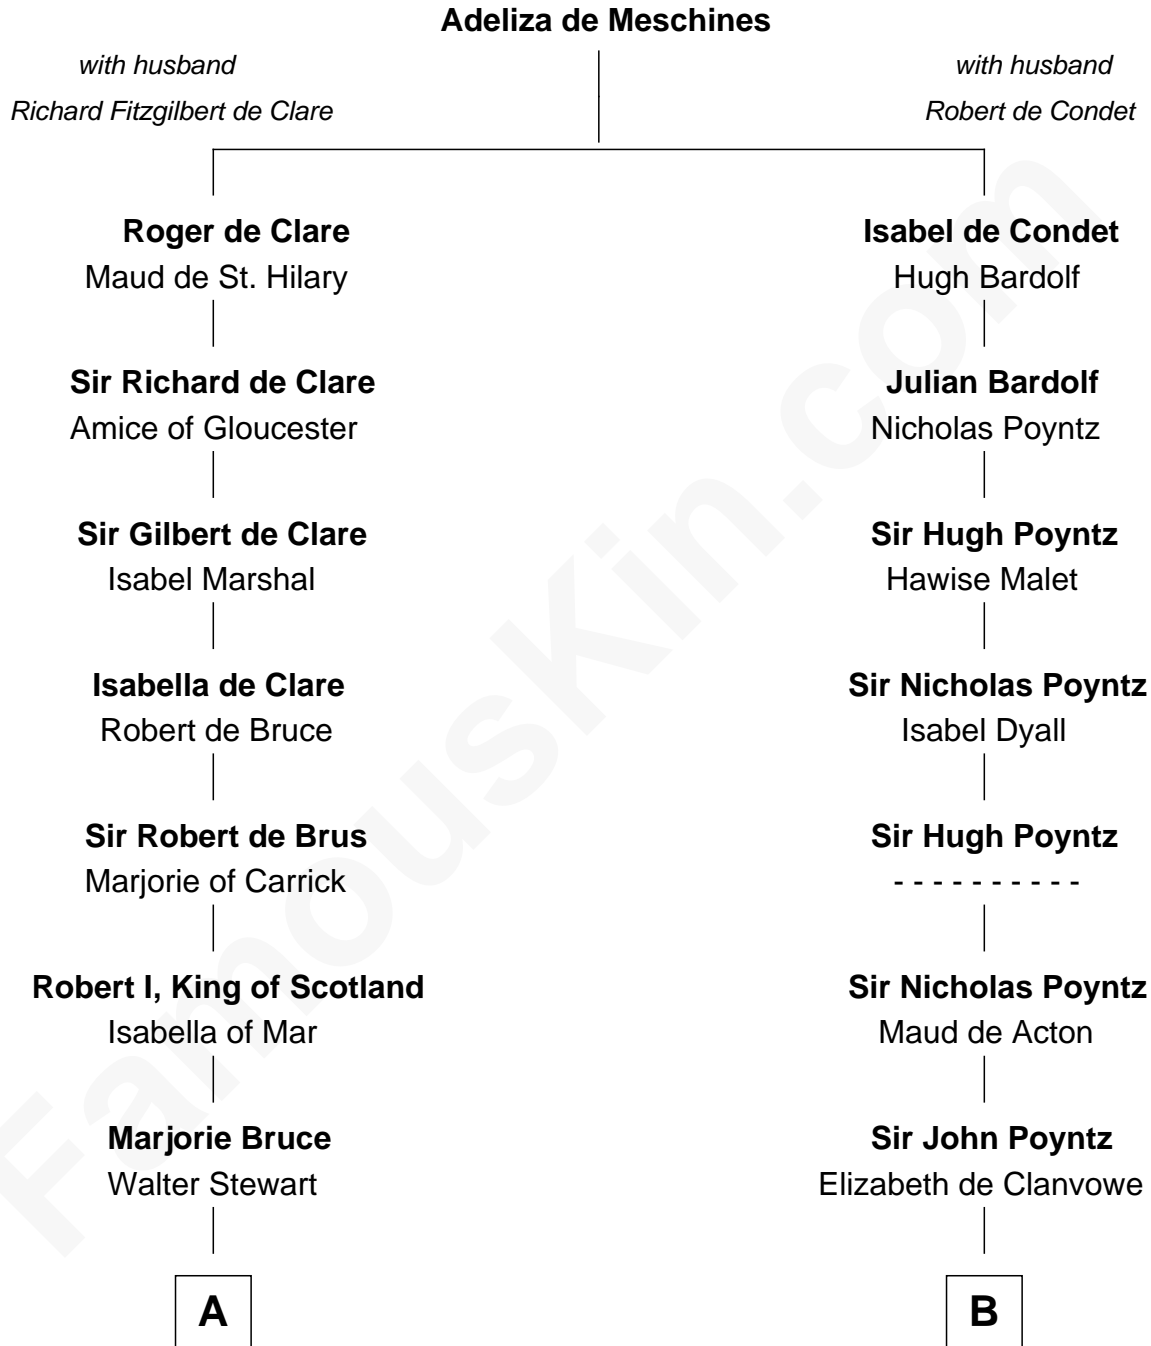 Adeliza de Meschines
with husband
Richard Fitzgilbert de Clare
with husband
Robert de Condet
Roger de Clare
Maud de St. Hilary
Isabel de Condet
Hugh Bardolf
Sir Richard de Clare
Amice of Gloucester
Julian Bardolf
Nicholas Poyntz
Sir Gilbert de Clare
Isabel Marshal
Sir Hugh Poyntz
Hawise Malet
Isabella de Clare
Robert de Bruce
Sir Nicholas Poyntz
Isabel Dyall
Sir Robert de Brus
Marjorie of Carrick
Sir Hugh Poyntz
- - - - - - - - - -
Robert I, King of Scotland
Isabella of Mar
Sir Nicholas Poyntz
Maud de Acton
Marjorie Bruce
Walter Stewart
Sir John Poyntz
Elizabeth de Clanvowe
A
B
FamousKin.com